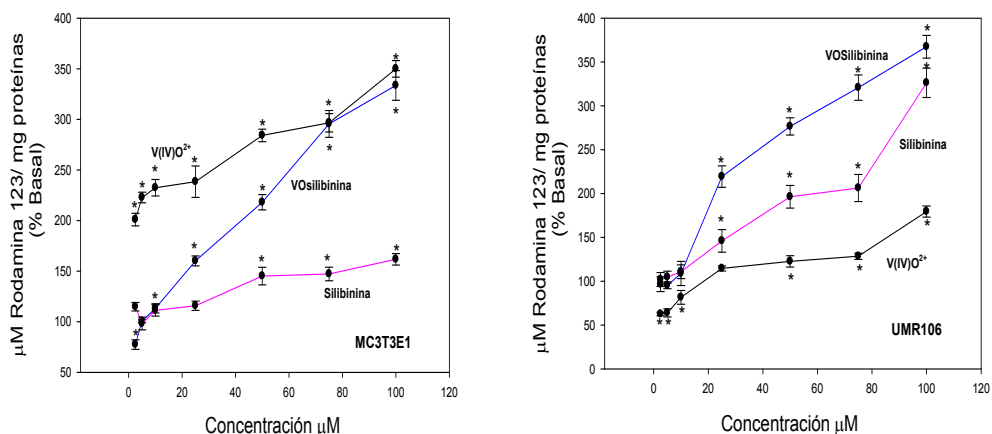 μM Rodamina 123/ mg proteínas
(% Basal)
400
350
300
250
200
150
100
50
0 20 40 60 80 100 120
Concentración μM
V(IV)O²⁺
VOsilibinina
Silibinina
MC3T3E1
* * * * * * * * * * * * * * * * *
μM Rodamina 123/ mg proteínas
(% Basal)
400
350
300
250
200
150
100
50
0
0 20 40 60 80 100 120
Concentración μM
VOSilibinina
Silibinina
V(IV)O²⁺
UMR106
* * * * * * * * * * * * * * *